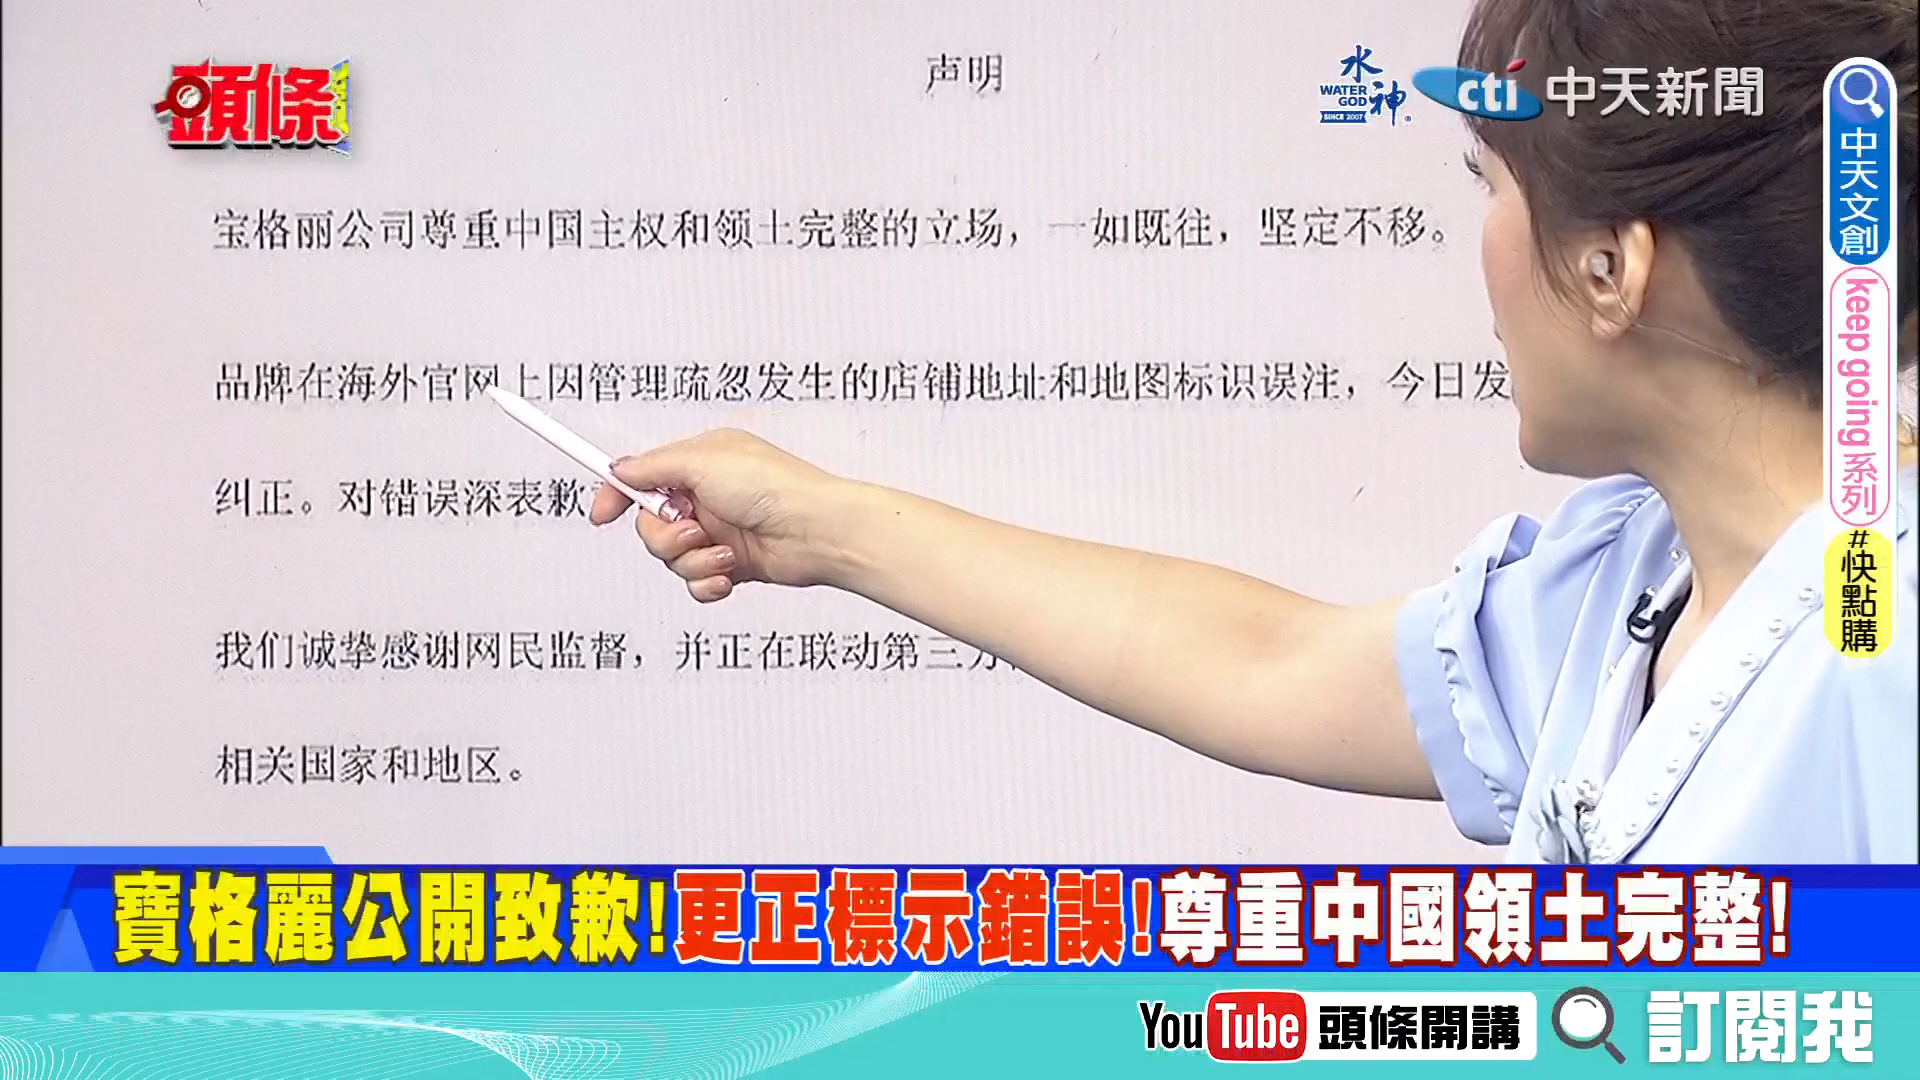 声明
頭條
水神
WATER GOD
SINCE 2007
cti 中天新聞
中天文創
keep going 系列
#快點購
宝格丽公司尊重中国主权和领土完整的立场，一如既往，坚定不移。
品牌在海外官网上因管理疏忽发生的店铺地址和地图标识误注，今日发
纠正。对错误深表歉
我们诚挚感谢网民监督，并正在联动第三方
相关国家和地区。
寶格麗公開致歉!更正標示錯誤!尊重中國領土完整!
YouTube 頭條開講 訂閱我